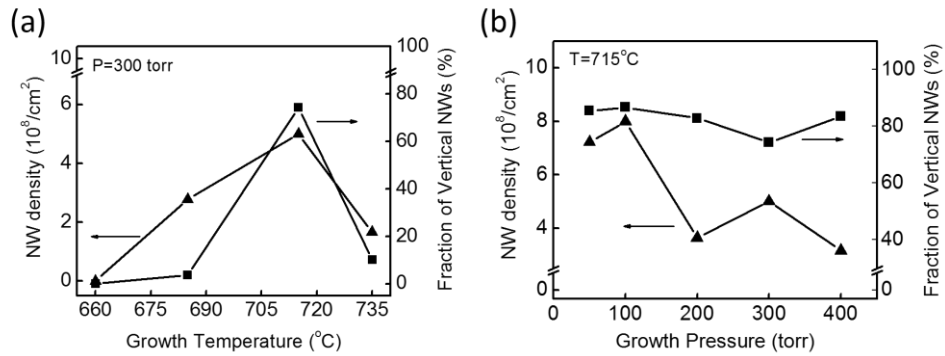 (a)
P=300 torr
NW density (10⁸/cm²)
10
6
4
2
0
100
80
60
40
20
0
Fraction of Vertical NWs (%)
660 675 690 705 720 735
Growth Temperature (°C)
(b)
T=715°C
NW density (10⁸/cm²)
10
8
6
4
0
100
80
60
40
0
Fraction of Vertical NWs (%)
0 100 200 300 400
Growth Pressure (torr)